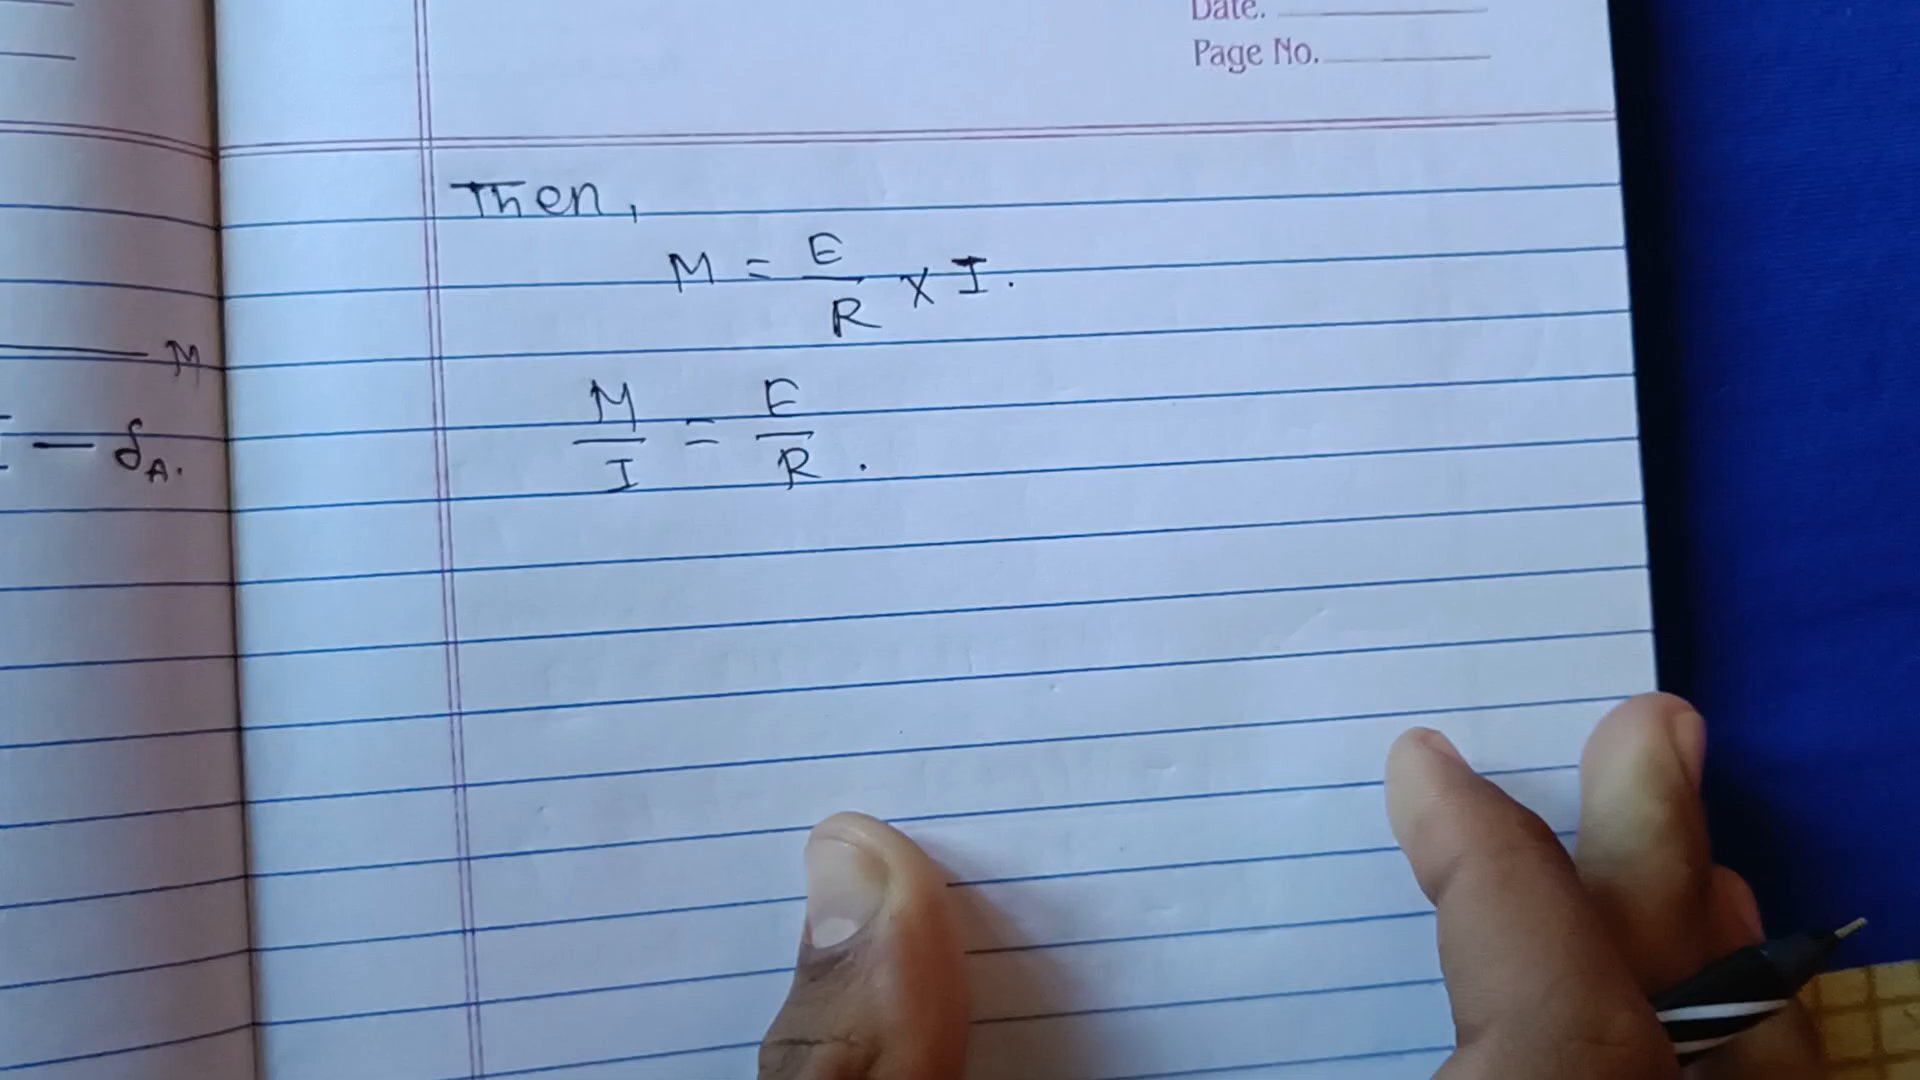 Date.
Page No.
Then,
M = E/R X I.
M/I = E/R.
M
- δA.